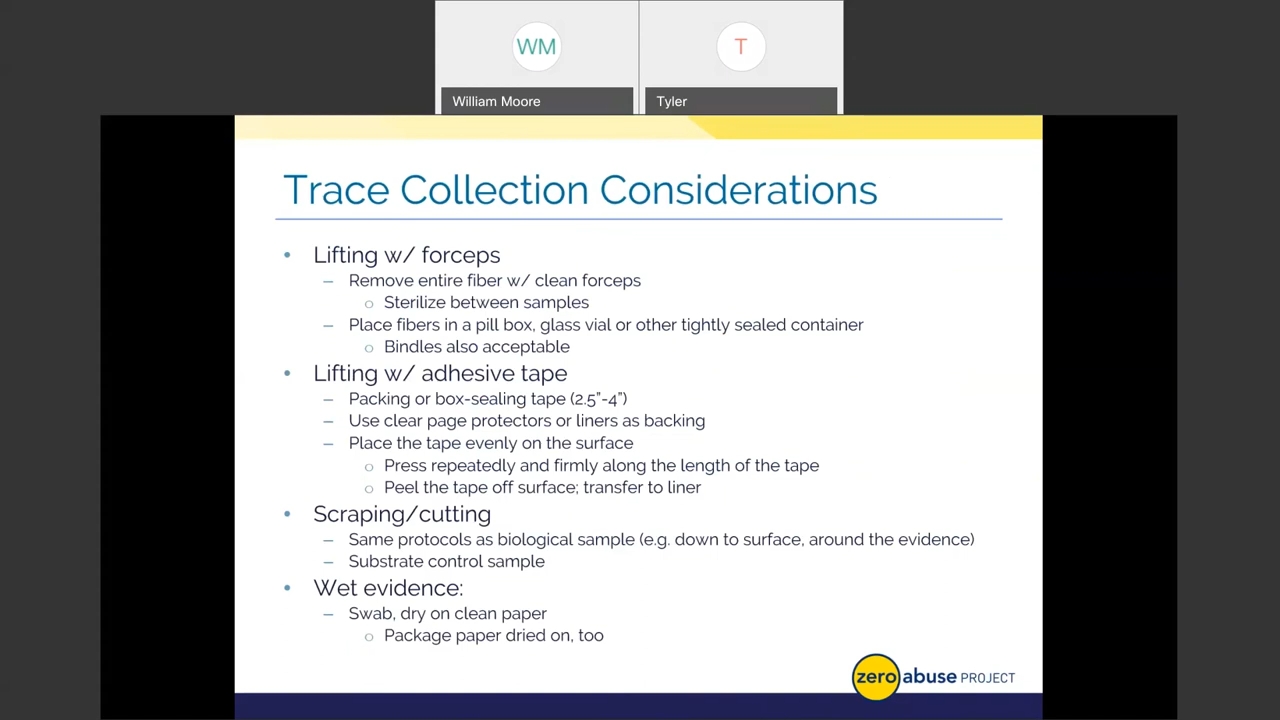 WM
T
William Moore
Tyler
Trace Collection Considerations
• Lifting w/ forceps
– Remove entire fiber w/ clean forceps
○ Sterilize between samples
– Place fibers in a pill box, glass vial or other tightly sealed container
○ Bindles also acceptable
• Lifting w/ adhesive tape
– Packing or box-sealing tape (2.5”-4”)
– Use clear page protectors or liners as backing
– Place the tape evenly on the surface
○ Press repeatedly and firmly along the length of the tape
○ Peel the tape off surface; transfer to liner
• Scraping/cutting
– Same protocols as biological sample (e.g. down to surface, around the evidence)
– Substrate control sample
• Wet evidence:
– Swab, dry on clean paper
○ Package paper dried on, too
zero abuse PROJECT